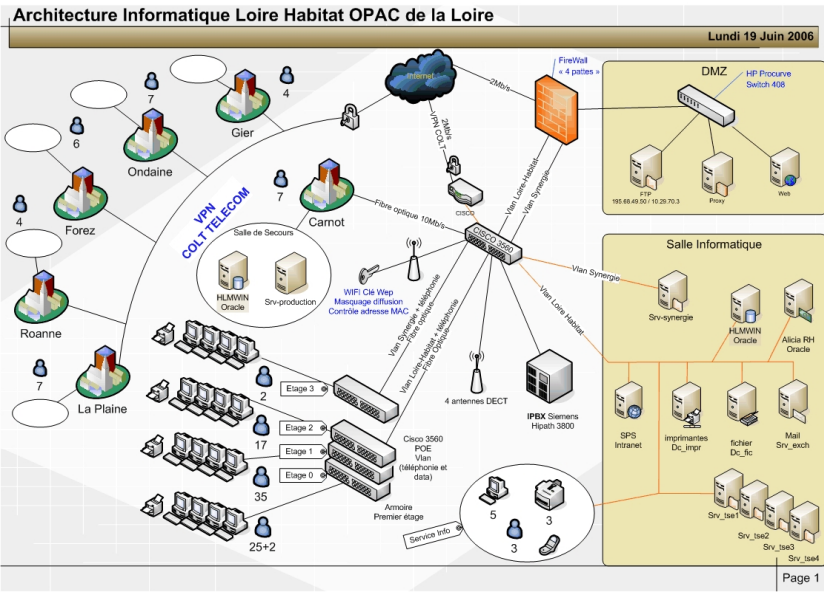 Architecture Informatique Loire Habitat OPAC de la Loire
Lundi 19 Juin 2006
Internet
2Mb/s
FireWall
« 4 pattes »
DMZ
HP Procurve
Switch 408
FTP
195.68.49.50 / 10.29.70.3
Proxy
Web
4
Gier
7
Ondaine
6
Forez
4
Roanne
7
La Plaine
VPN
COLT TELECOM
7
Carnot
2Mb/s
VPN COLT
CISCO
Fibre optique 10Mb/s
CISCO 3560
Vlan Loire-Habitat
Vlan Synergie
Salle de Secours
HLMWIN
Oracle
Srv-production
WIFI Clé Wep
Masquage diffusion
Contrôle adresse MAC
Vlan Synergie + téléphonie
Fibre optique
Vlan Loire-Habitat + téléphonie
Fibre Optique
Vlan Synergie
Vlan Loire Habitat
Salle Informatique
Srv-synergie
HLMWIN
Oracle
Alicia RH
Oracle
SPS
Intranet
imprimantes
Dc_impr
fichier
Dc_fic
Mail
Srv_exch
Srv_tse1
Srv_tse2
Srv_tse3
Srv_tse4
4 antennes DECT
IPBX Siemens
Hipath 3800
Etage 3
2
Etage 2
17
Etage 1
35
Etage 0
25+2
Cisco 3560
POE
Vlan
(téléphonie et
data)
Armoire
Premier étage
Service Info
5
3
3
Page 1